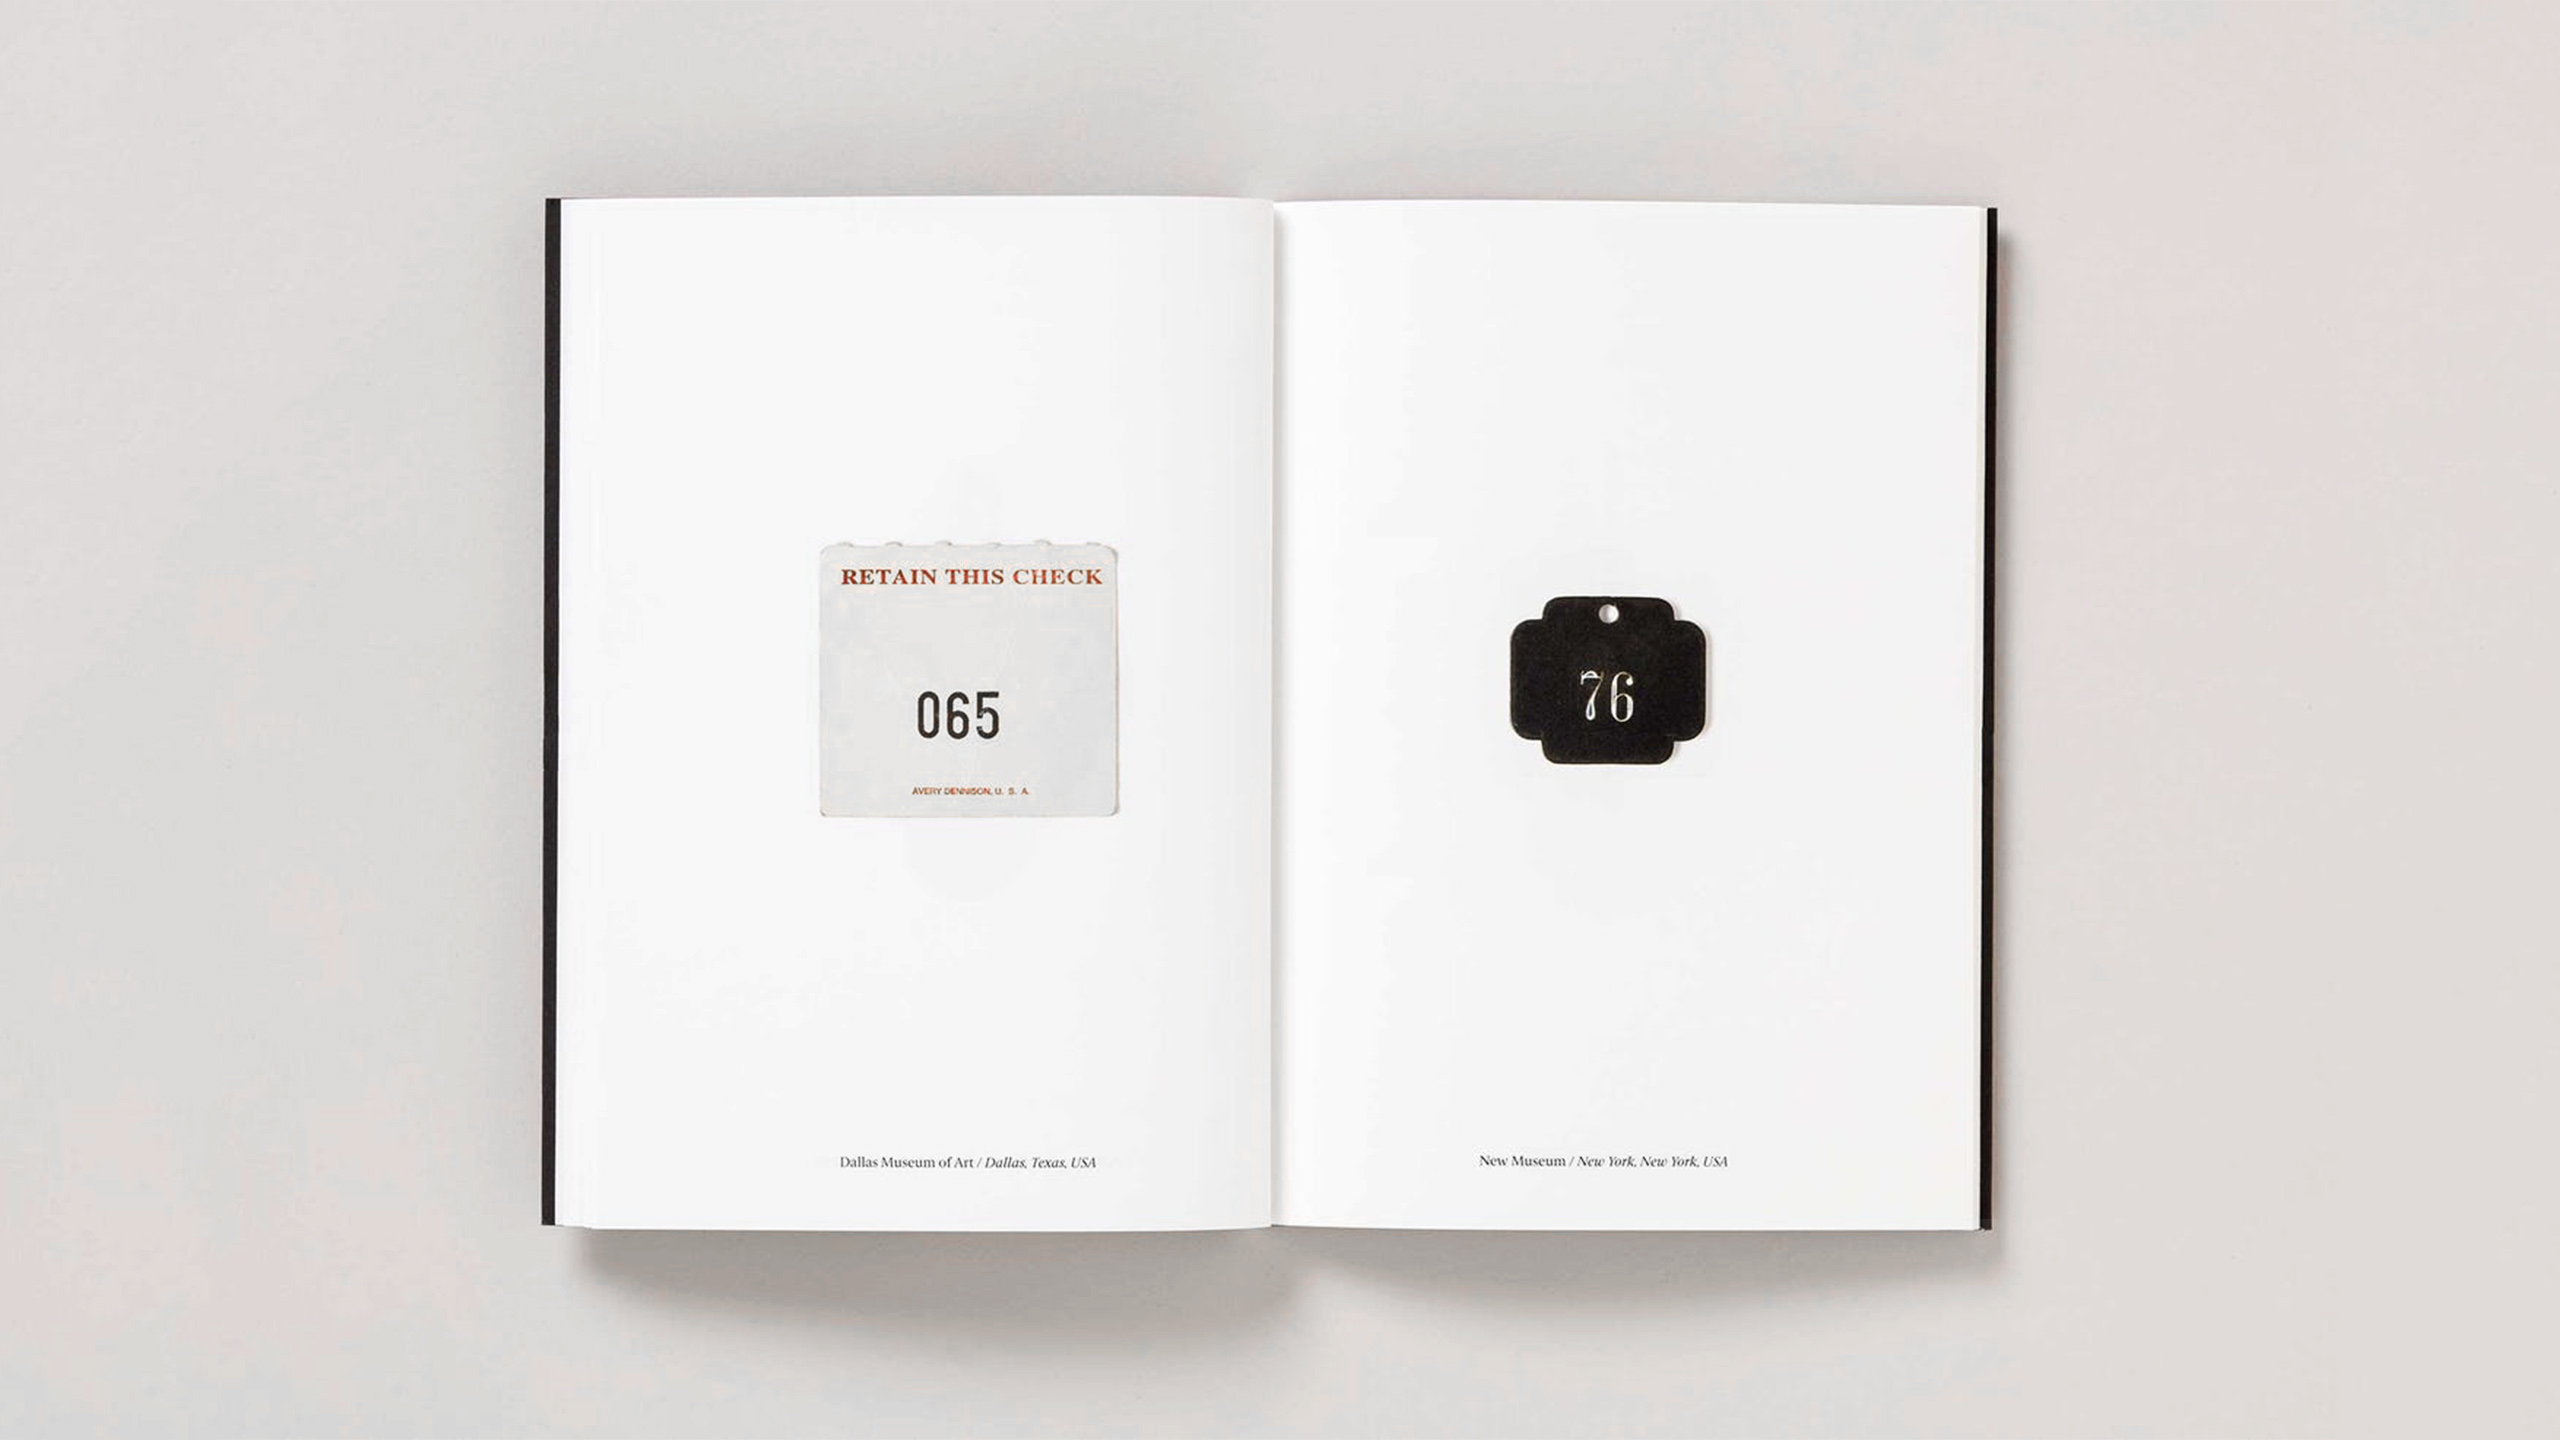 RETAIN THIS CHECK
065
AVERY DENNISON, U. S. A.
Dallas Museum of Art / Dallas, Texas, USA
76
New Museum / New York, New York, USA